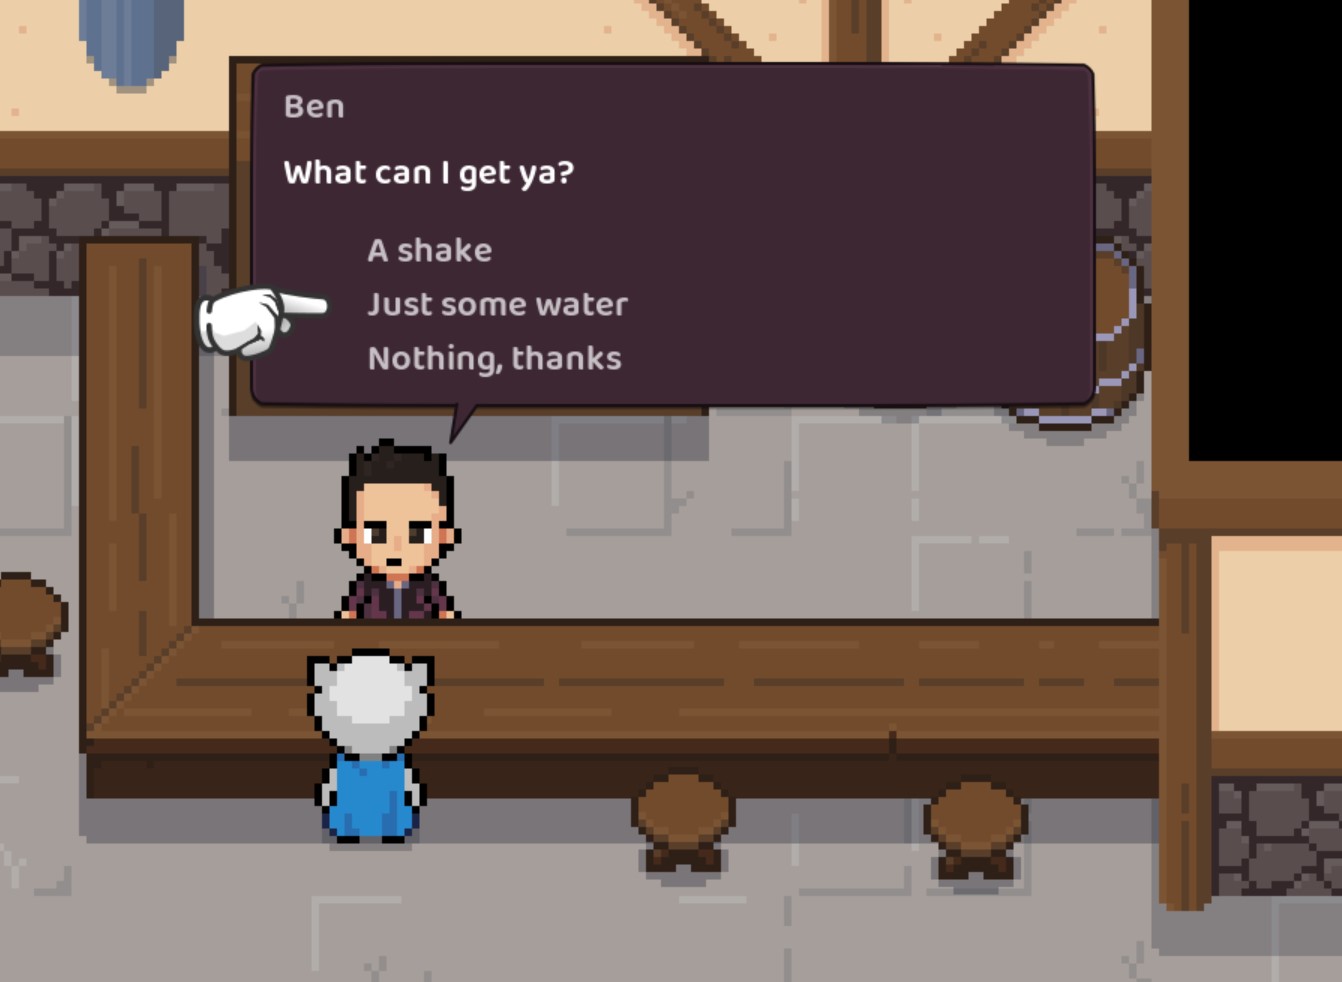 Ben
What can I get ya?
A shake
Just some water
Nothing, thanks